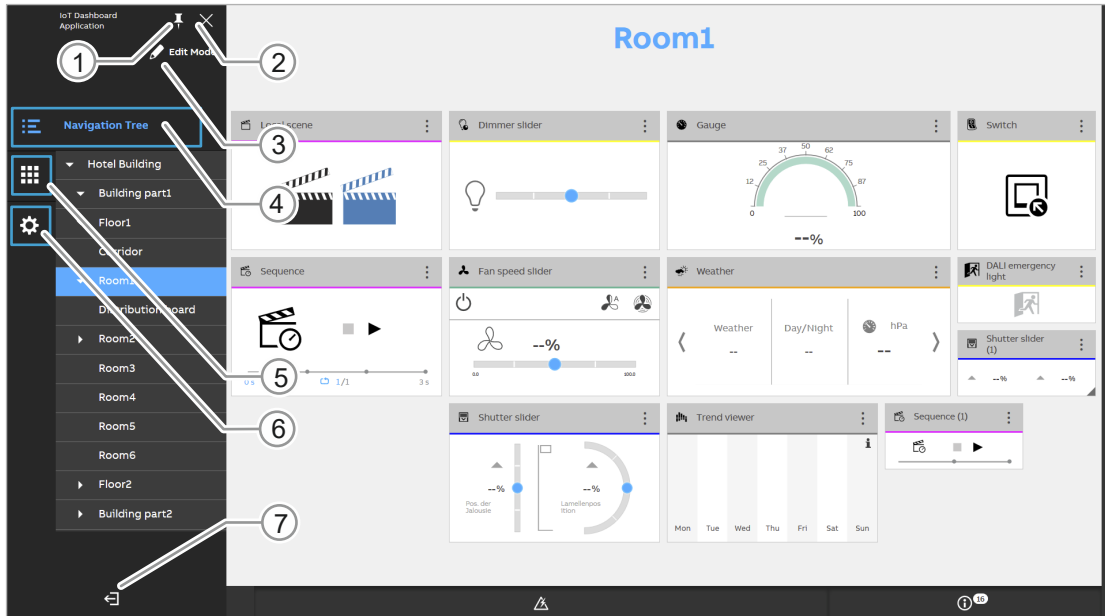 IoT Dashboard
Application
Edit Mode
1
2
3
4
5
6
7
Navigation Tree
Hotel Building
Building part1
Floor1
Corridor
Room1
Distribution board
Room2
Room3
Room4
Room5
Room6
Floor2
Building part2
Room1
Local scene
Dimmer slider
Gauge
0
12
25
37
50
62
75
87
100
--%
Switch
Sequence
0 s
1/1
3 s
Fan speed slider
A
--%
0.0
100.0
Weather
Weather
--
Day/Night
--
hPa
--
DALI emergency
light
Shutter slider
(1)
--%
--%
Shutter slider
--%
Pos. der
Jalousie
--%
Lamellenpos
ition
Trend viewer
i
Mon Tue Wed Thu Fri Sat Sun
Sequence (1)
16